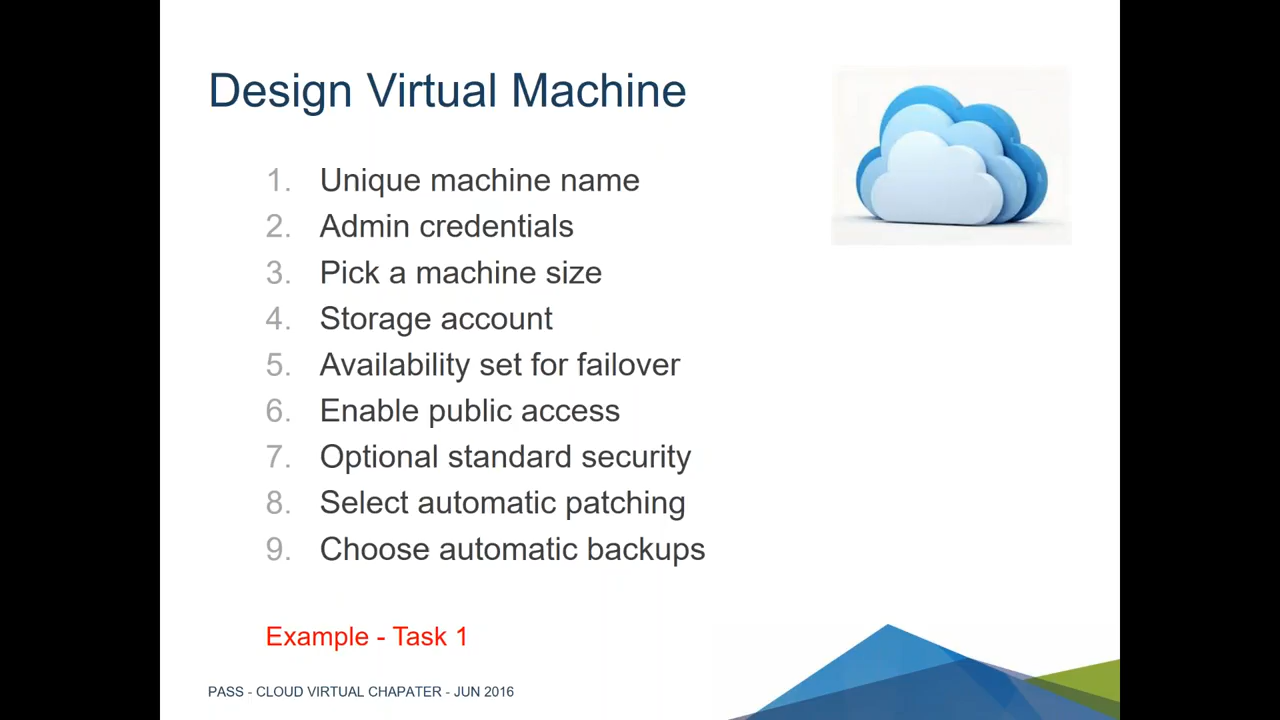 Design Virtual Machine
1. Unique machine name
2. Admin credentials
3. Pick a machine size
4. Storage account
5. Availability set for failover
6. Enable public access
7. Optional standard security
8. Select automatic patching
9. Choose automatic backups
Example - Task 1
PASS - CLOUD VIRTUAL CHAPATER - JUN 2016